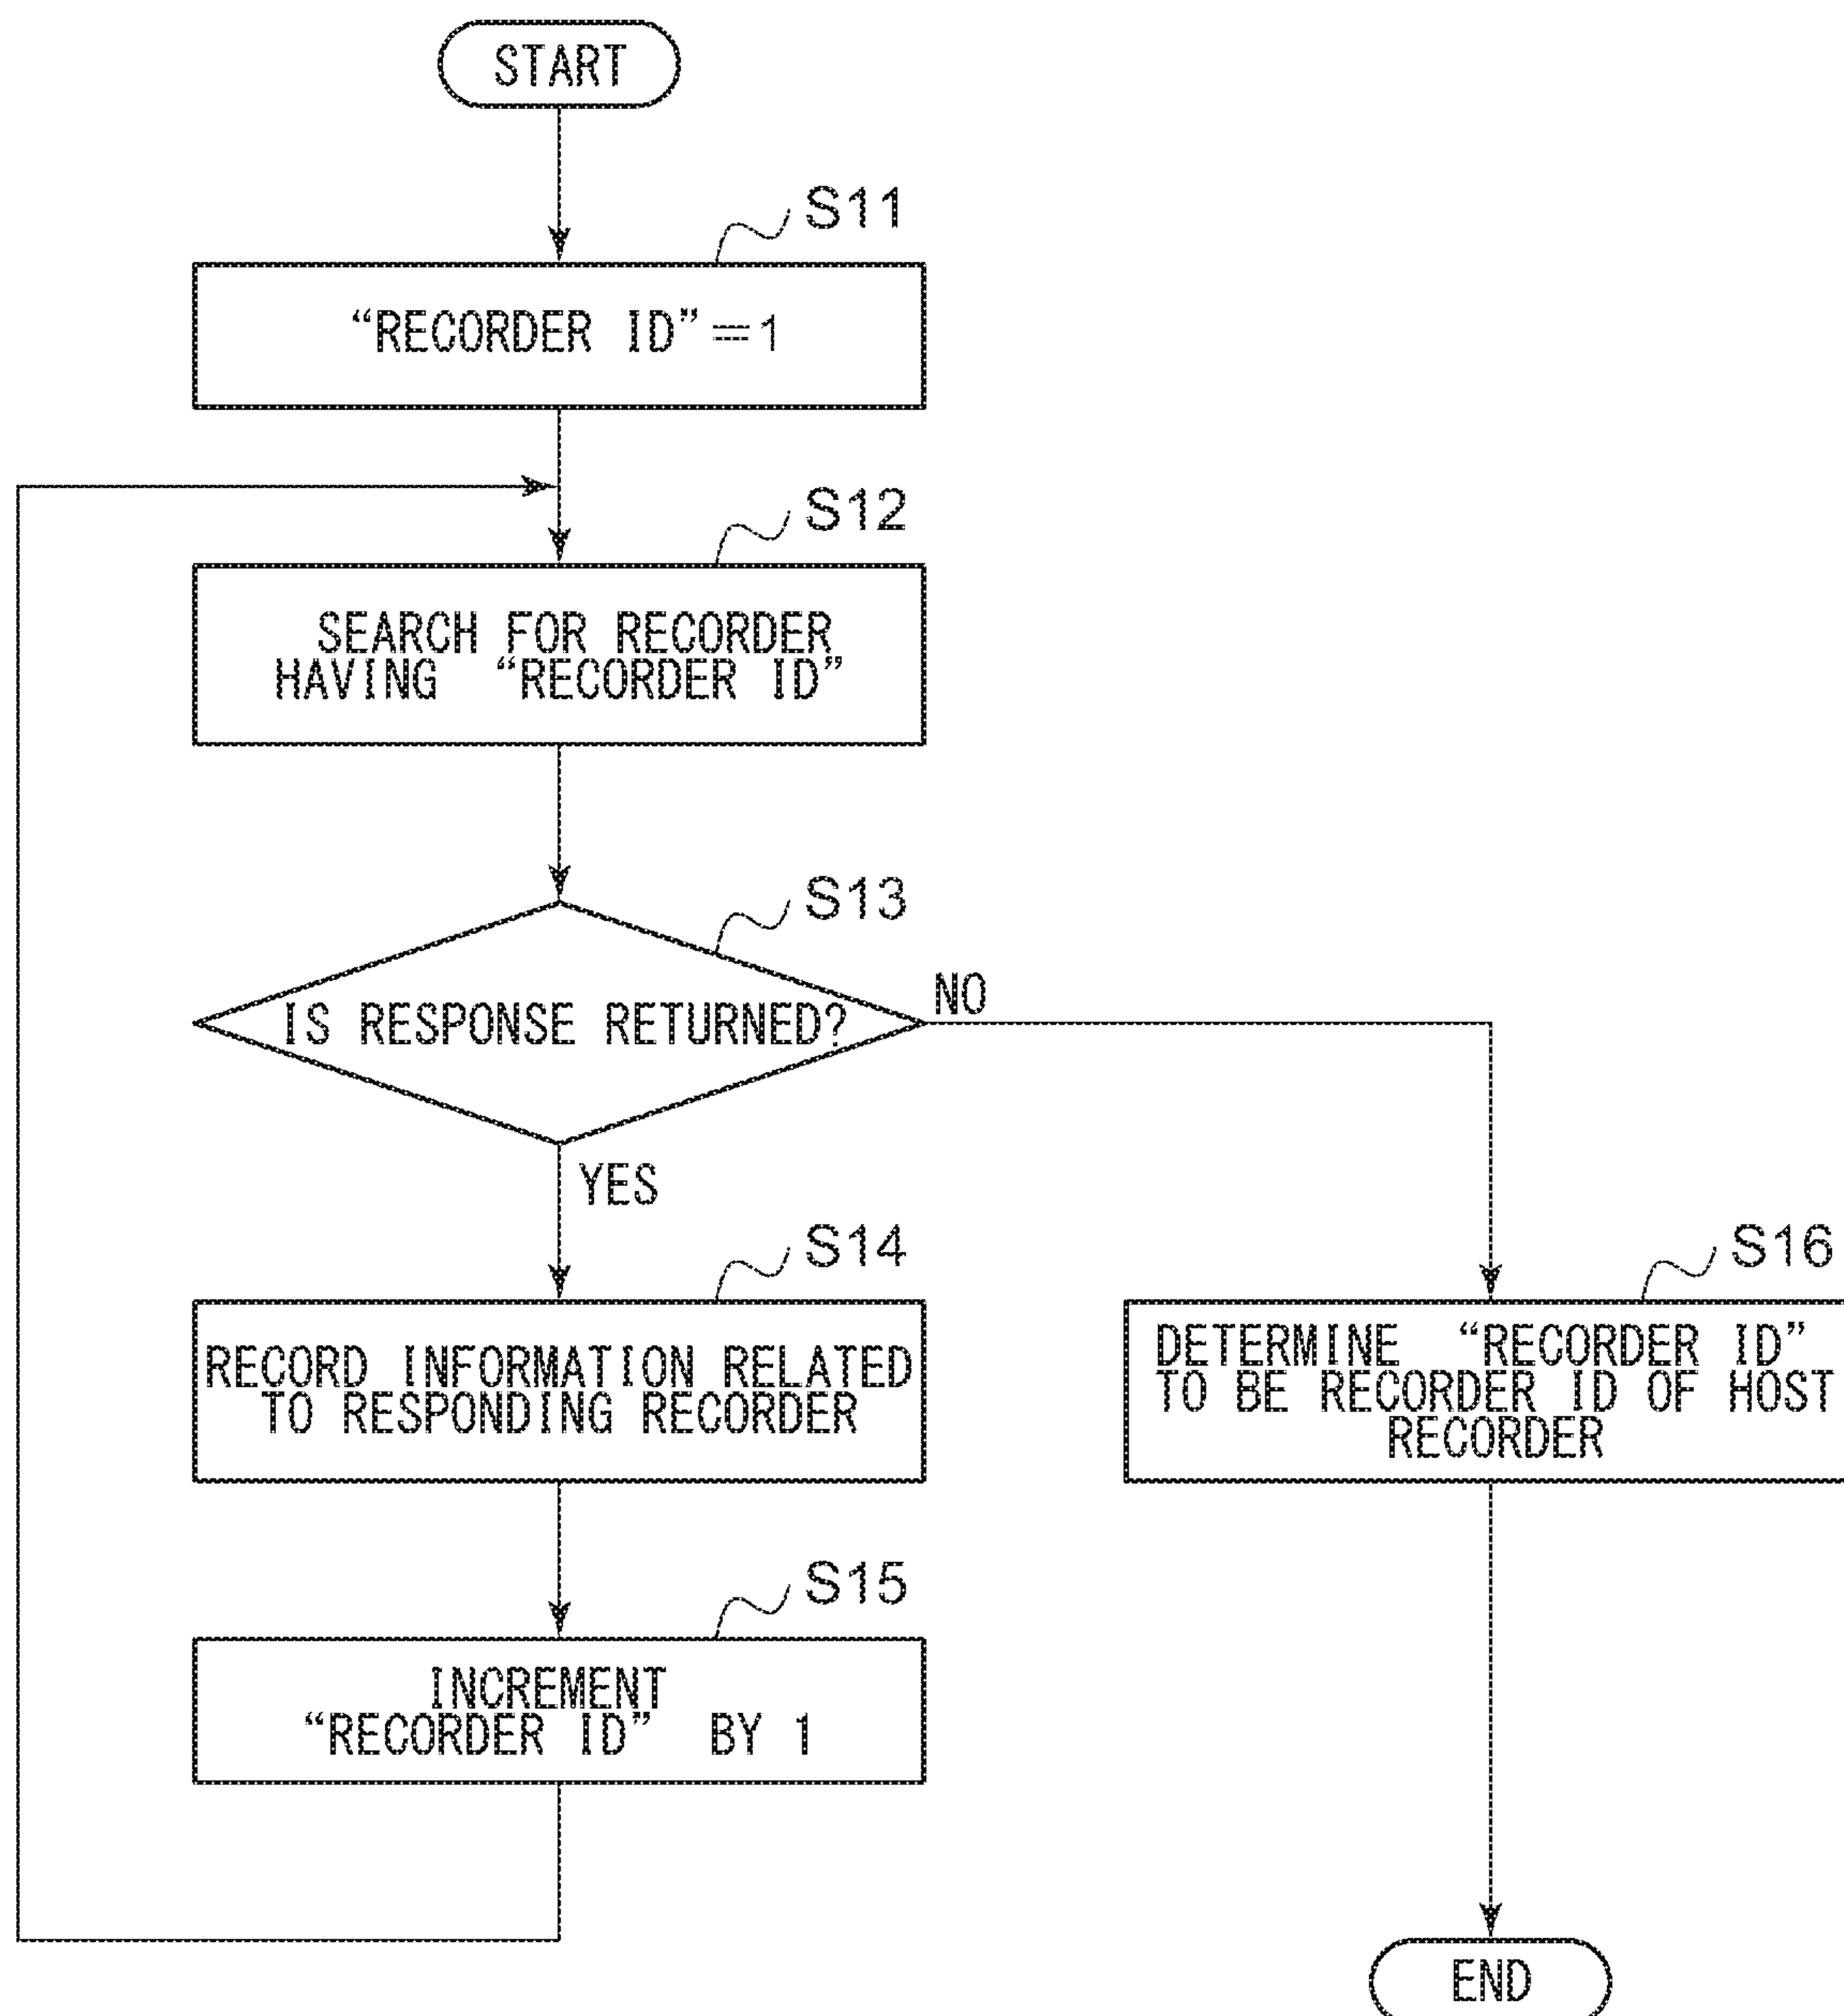 START
S11
“RECORDER ID”＝1
S12
SEARCH FOR RECORDER
HAVING “RECORDER ID”
S13
IS RESPONSE RETURNED?
NO
YES
S14
RECORD INFORMATION RELATED
TO RESPONDING RECORDER
S16
DETERMINE “RECORDER ID”
TO BE RECORDER ID OF HOST
RECORDER
S15
INCREMENT
“RECORDER ID” BY 1
END